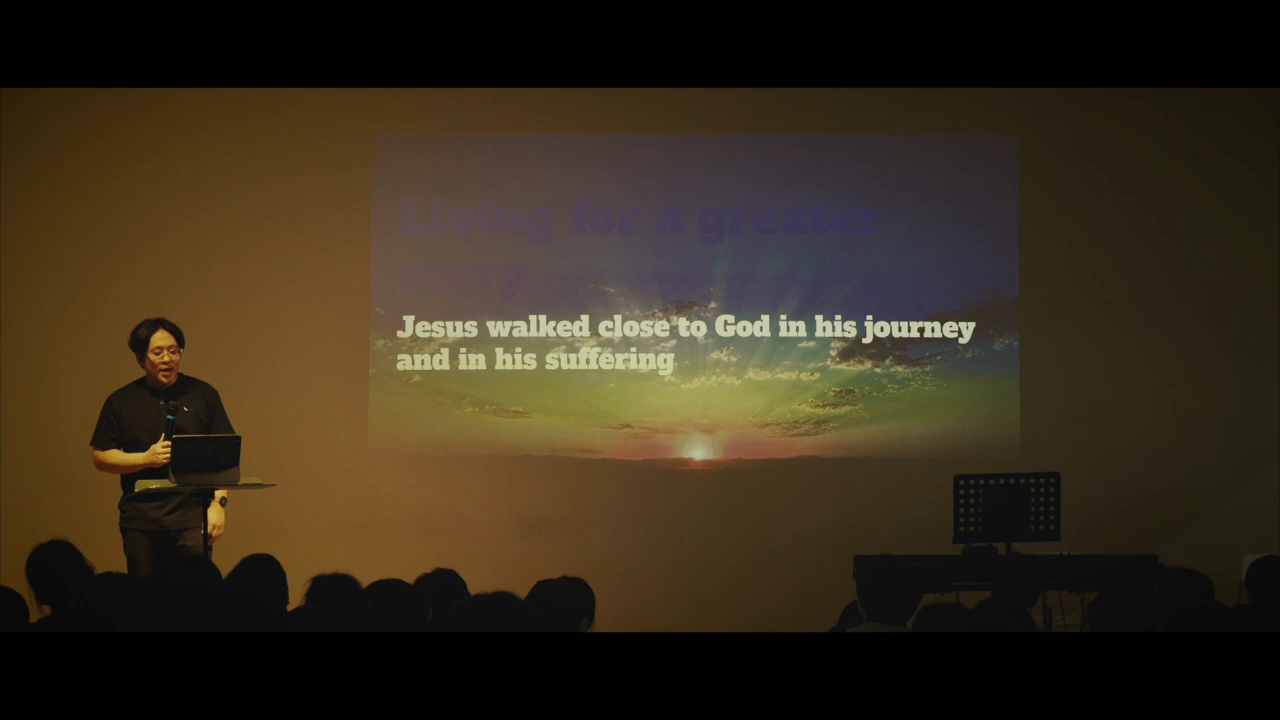 Living for a greater
Jesus walked close to God in his journey
and in his suffering